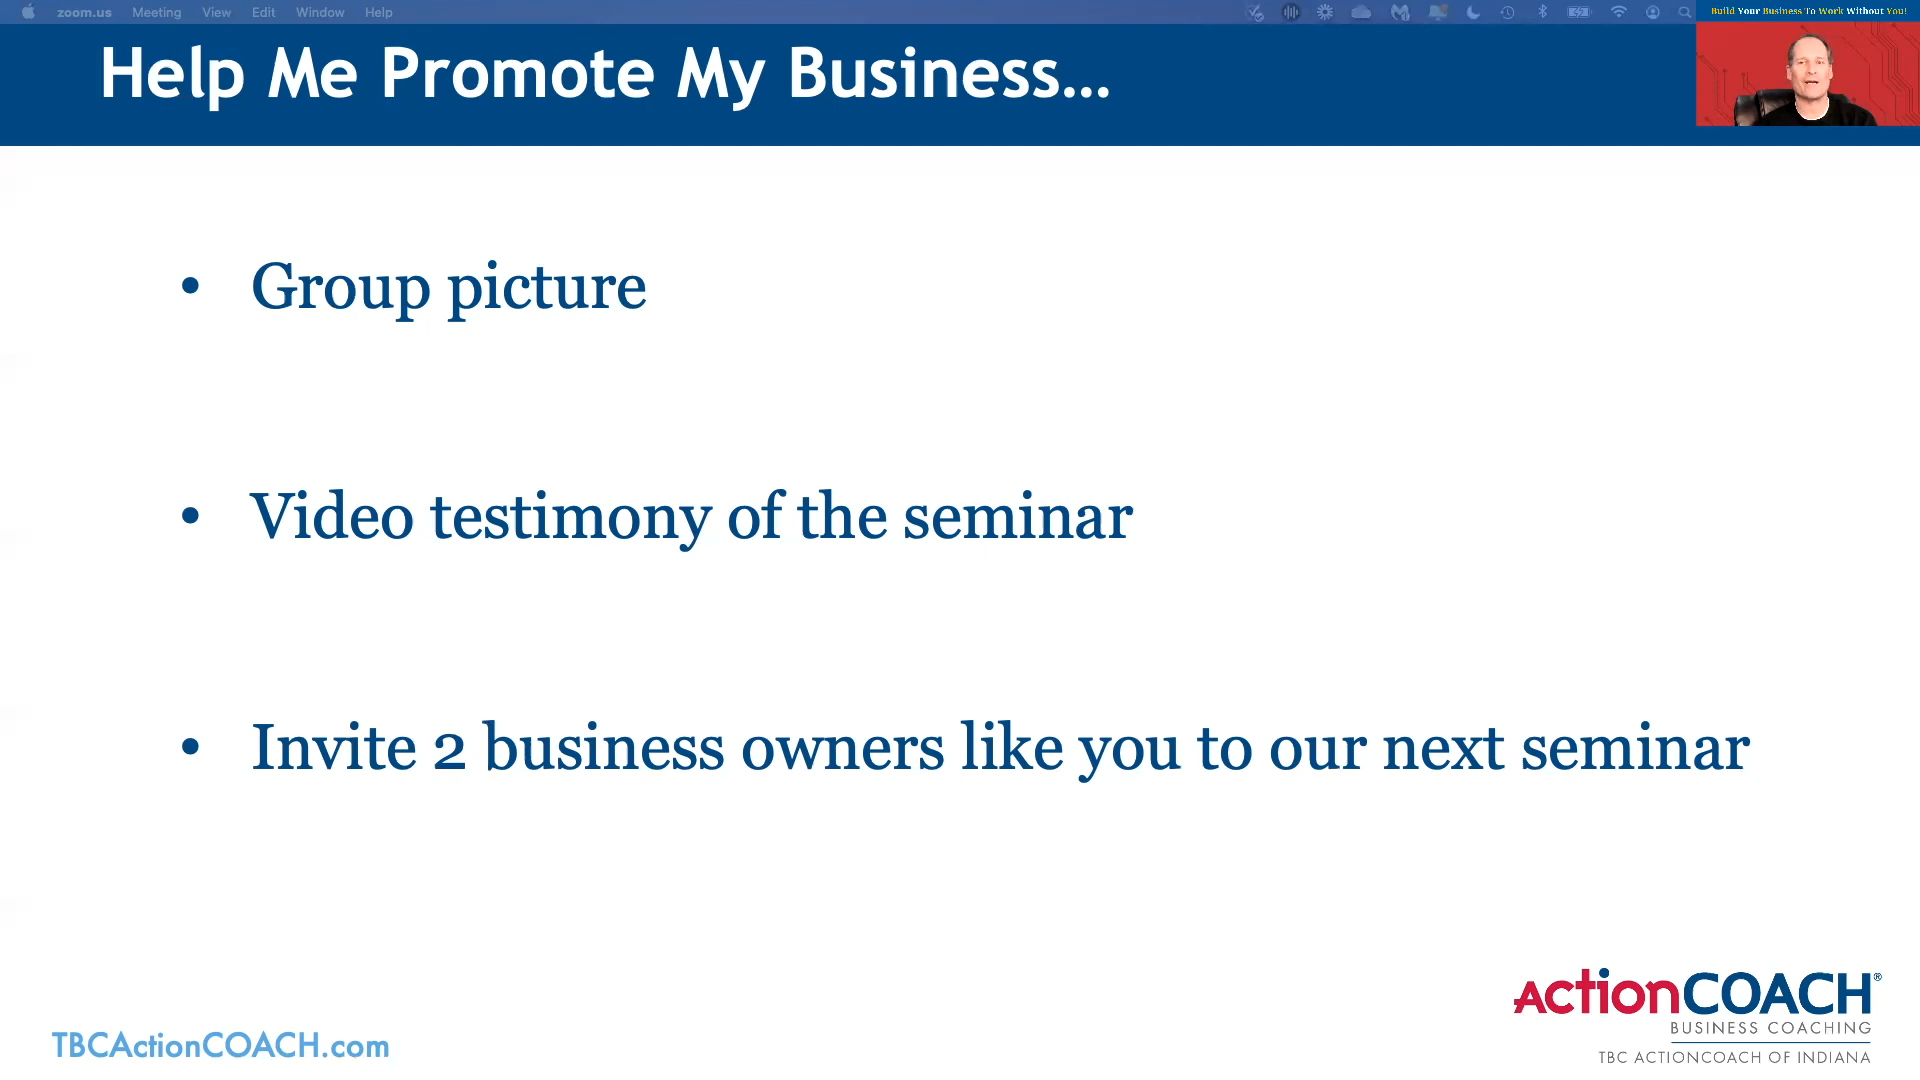 zoom.us Meeting View Edit Window Help
Build Your Business To Work Without You!
Help Me Promote My Business...
• Group picture
• Video testimony of the seminar
• Invite 2 business owners like you to our next seminar
ActionCOACH®
BUSINESS COACHING
TBC ACTIONCOACH OF INDIANA
TBCActionCOACH.com